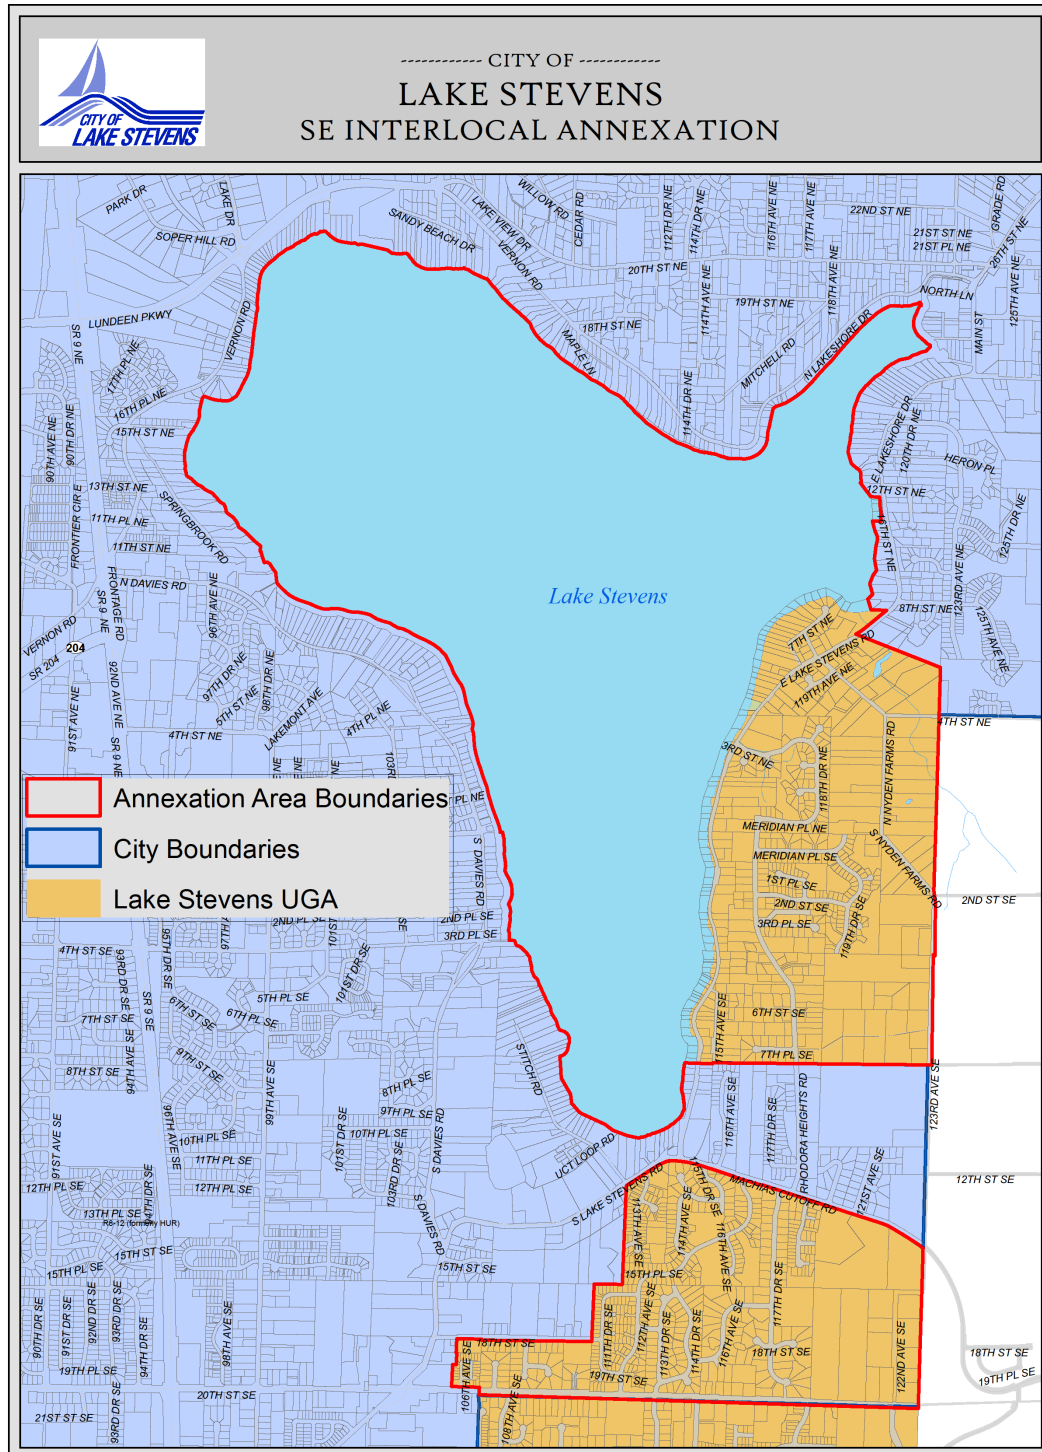 CITY OF
LAKE STEVENS
------------ CITY OF ------------
LAKE STEVENS
SE INTERLOCAL ANNEXATION
PARK DR
LAKE DR
SOPER HILL RD
SANDY BEACH DR
LAKE VIEW DR
WILLOW RD
CEDAR RD
VERNON RD
112TH DR NE
114TH DR NE
116TH AVE NE
117TH AVE NE
22ND ST NE
GRADE RD
21ST ST NE
21ST PL NE
26TH ST NE
20TH ST NE
114TH AVE NE
19TH ST NE
118TH AVE NE
NORTH LN
125TH AVE NE
MAIN ST
LUNDEEN PKWY
VERNON RD
SR 9 NE
17TH PL NE
18TH ST NE
MAPLE LN
MITCHELL RD
N LAKESHORE DR
114TH DR NE
16TH PL NE
15TH ST NE
90TH AVE NE
90TH DR NE
E LAKESHORE DR
120TH DR NE
HERON PL
13TH ST NE
SPRINGBROOK RD
12TH ST NE
11TH PL NE
11TH ST NE
FRONTIER CIR E
16TH ST NE
125TH DR NE
123RD AVE NE
N DAVIES RD
FRONTAGE RD
SR 9 NE
96TH AVE NE
Lake Stevens
8TH ST NE
125TH AVE NE
VERNON RD
204
SR 204
7TH ST NE
E LAKE STEVENS RD
119TH AVE NE
92ND AVE NE
91ST AVE NE
97TH DR NE
98TH DR NE
5TH ST NE
LAKEMONT AVE
4TH PL NE
4TH ST NE
4TH ST NE
SR 9 NE
3RD ST NE
118TH DR NE
N NYDEN FARMS RD
Annexation Area Boundaries
City Boundaries
Lake Stevens UGA
MERIDIAN PL NE
MERIDIAN PL SE
S NYDEN FARMS RD
1ST PL SE
2ND ST SE
3RD PL SE
119TH DR SE
2ND ST SE
S DAVIES RD
2ND PL SE
2ND PL SE
3RD PL SE
4TH ST SE
93RD DR SE
95TH DR SE
SR 9 SE
101ST DR SE
5TH PL SE
6TH ST SE
6TH PL SE
7TH ST SE
94TH AVE SE
8TH ST SE
9TH ST SE
99TH AVE SE
115TH AVE SE
6TH ST SE
7TH PL SE
123RD AVE SE
STITCH RD
8TH PL SE
9TH PL SE
10TH PL SE
S DAVIES RD
101ST DR SE
103RD DR SE
96TH AVE SE
10TH PL SE
11TH PL SE
12TH PL SE
91ST AVE SE
12TH PL SE
13TH PL SE
R8-12 (formerly HUR)
94TH DR SE
15TH ST SE
15TH PL SE
UCT LOOP RD
S LAKE STEVENS RD
116TH AVE SE
117TH DR SE
RHODORA HEIGHTS RD
121ST AVE SE
12TH ST SE
115TH DR SE
MACHIAS CUTOFF RD
113TH AVE SE
114TH AVE SE
116TH AVE SE
S DAVIES RD
15TH ST SE
15TH PL SE
117TH DR SE
90TH DR SE
91ST DR SE
92ND DR SE
93RD DR SE
94TH DR SE
98TH AVE SE
19TH PL SE
20TH ST SE
21ST ST SE
93RD DR SE
106TH AVE SE
18TH ST SE
108TH AVE SE
111TH DR SE
112TH AVE SE
113TH DR SE
114TH DR SE
116TH AVE SE
18TH ST SE
19TH ST SE
122ND AVE SE
18TH ST SE
19TH PL SE